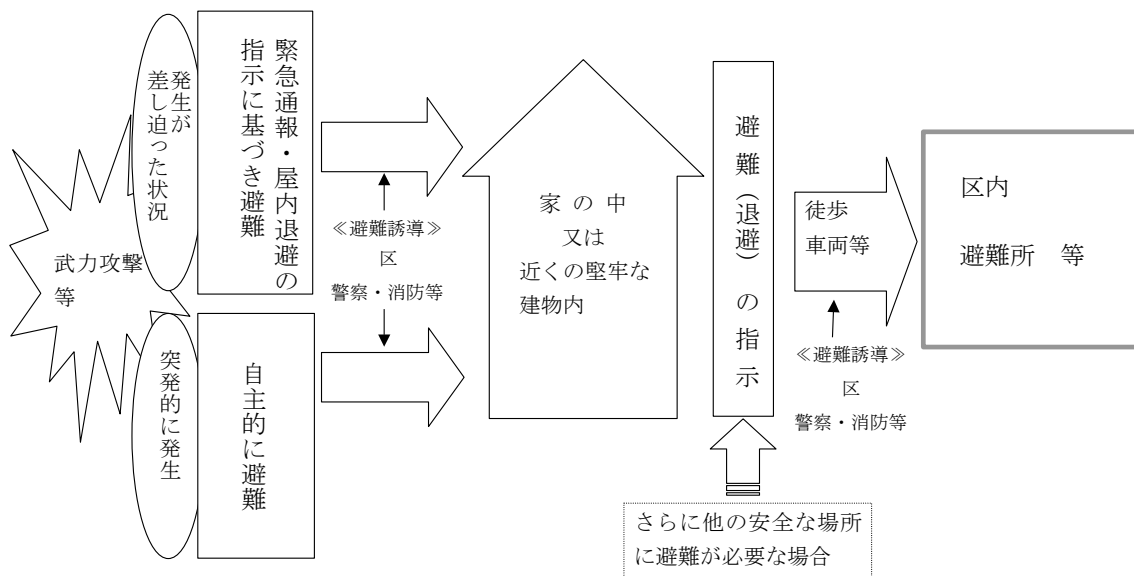 武力攻撃
等
発生が
差し迫った状況
緊急通報・屋内退避の
指示に基づき避難
突発的に発生
自主的に避難
≪避難誘導≫
区
警察・消防等
家 の 中
又は
近くの堅牢な
建物内
避難(退避)の指示
さらに他の安全な場所
に避難が必要な場合
徒歩
車両等
≪避難誘導≫
区
警察・消防等
区内
避難所　等